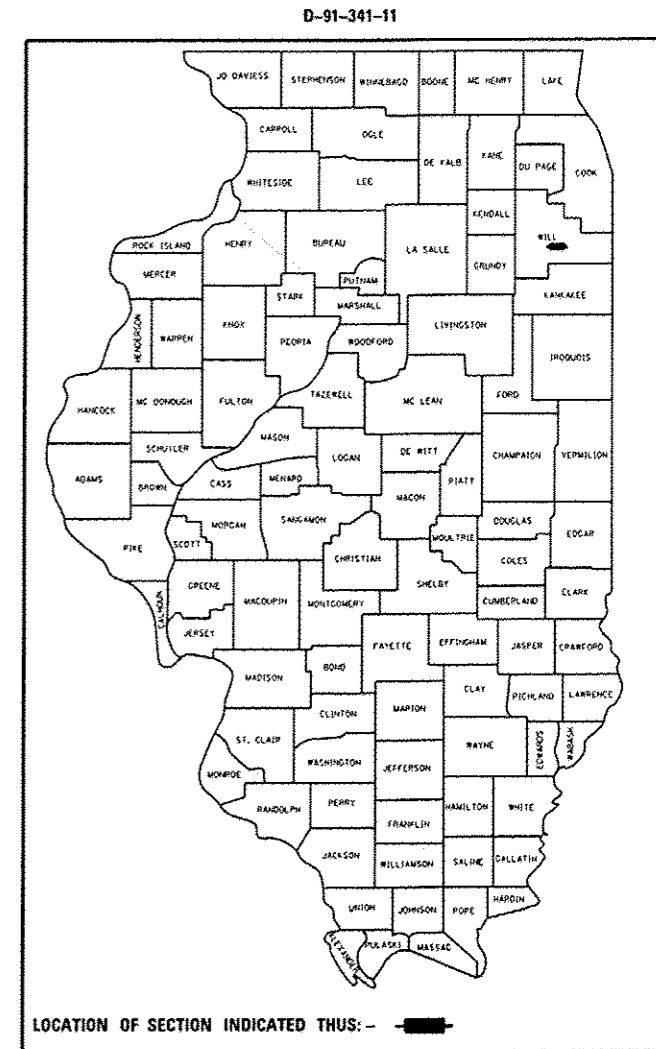 D-91-341-11
JO DAVIESS STEPHENSON WINNEBAGO BOONE MC HENRY LAKE
CARROLL OGLE DE KALB KANE DU PAGE COOK
WHITESIDE LEE KENDALL WILL
ROCK ISLAND HENRY BUREAU LA SALLE GRUNDY
MERCER PUTNAM KANKAKEE
STARK MARSHALL
HENDERSON WARREN KNOX PEORIA WOODFORD LIVINGSTON IROQUOIS
HANCOCK MC DONOUGH FULTON TAZEWELL MC LEAN FORD
SCHUYLER MASON LOGAN DE WITT CHAMPAIGN VERMILION
ADAMS BROWN CASS MENARD PIATT
MACON
MORGAN SANGAMON DOUGLAS EDGAR
PIKE SCOTT CHRISTIAN MOULTRIE COLES
CALHOUN GREENE MACOUPIN MONTGOMERY SHELBY CUMBERLAND CLARK
JERSEY FAYETTE EFFINGHAM JASPER CRAWFORD
MADISON BOND CLAY RICHLAND LAWRENCE
CLINTON MARION
ST. CLAIR WAYNE EDWARDS WABASH
MONROE WASHINGTON JEFFERSON
RANDOLPH PERRY HAMILTON WHITE
FRANKLIN
JACKSON WILLIAMSON SALINE GALLATIN
UNION JOHNSON POPE HARDIN
ALEXANDER PULASKI MASSAC
LOCATION OF SECTION INDICATED THUS:-